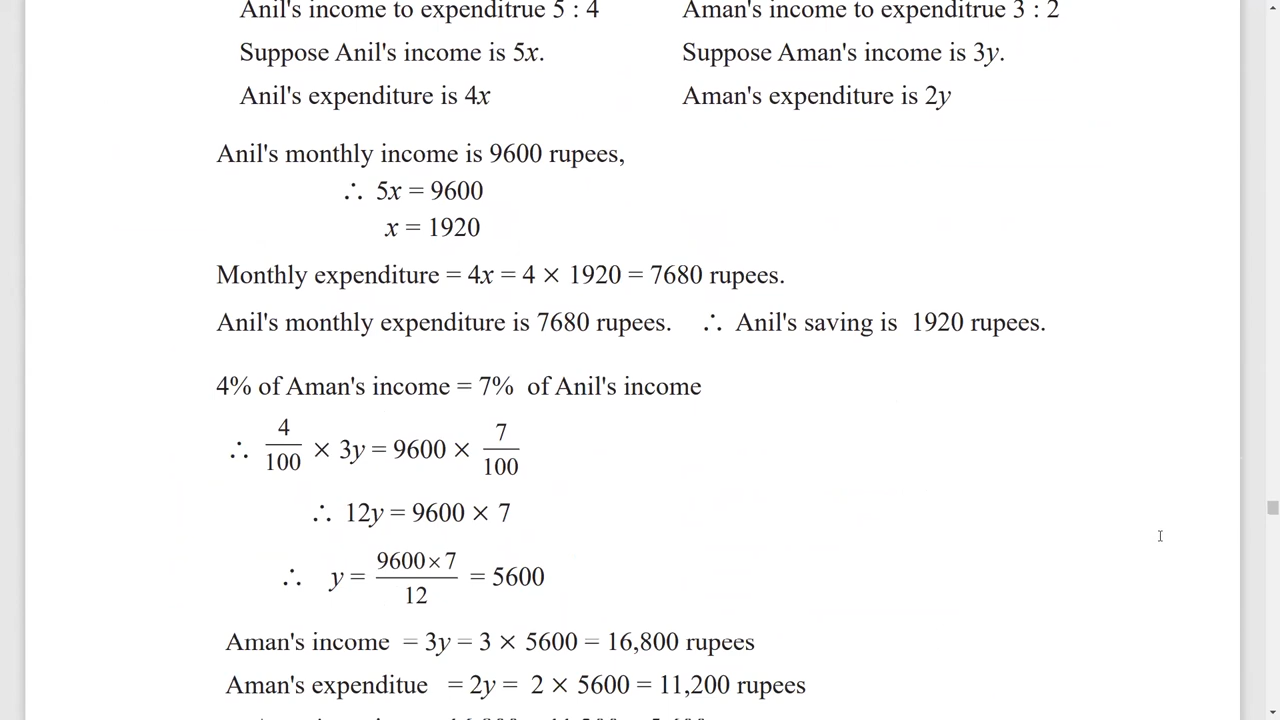 Anil's income to expenditrue 5 : 4 Aman's income to expenditrue 3 : 2
Suppose Anil's income is 5x. Suppose Aman's income is 3y.
Anil's expenditure is 4x Aman's expenditure is 2y
Anil's monthly income is 9600 rupees,
∴ 5x = 9600
x = 1920
Monthly expenditure = 4x = 4 × 1920 = 7680 rupees.
Anil's monthly expenditure is 7680 rupees. ∴ Anil's saving is 1920 rupees.
4% of Aman's income = 7% of Anil's income
∴ 4/100 × 3y = 9600 × 7/100
∴ 12y = 9600 × 7
∴ y = 9600×7/12 = 5600
Aman's income = 3y = 3 × 5600 = 16,800 rupees
Aman's expenditue = 2y = 2 × 5600 = 11,200 rupees